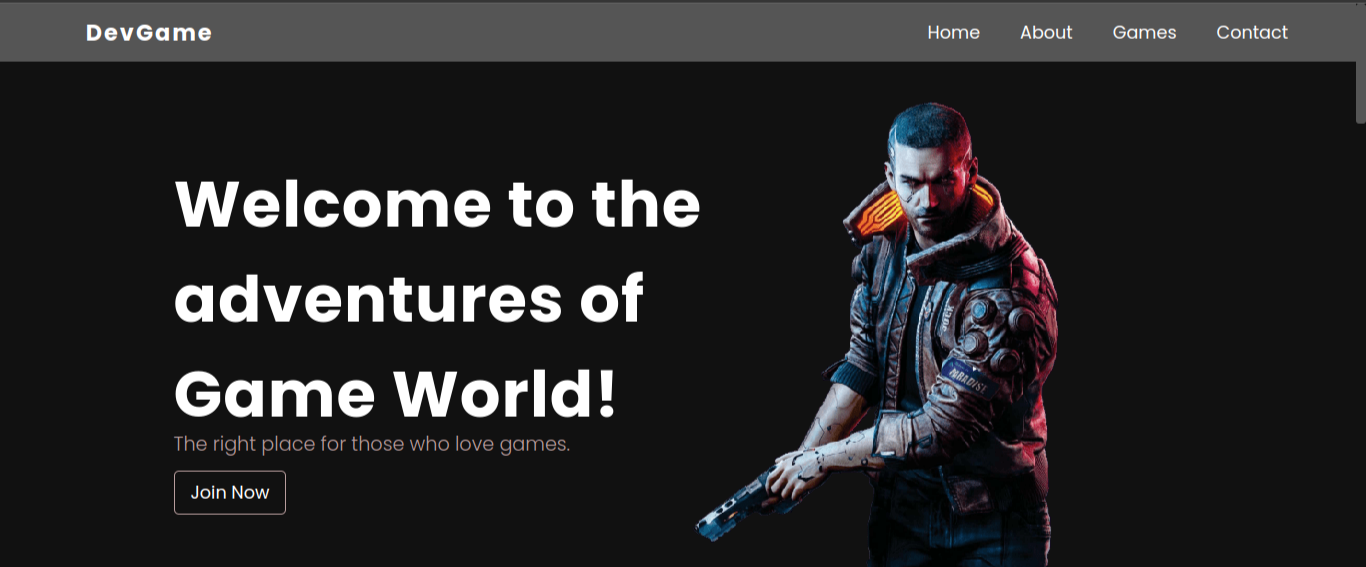 DevGame Home About Games Contact
Welcome to the
adventures of
Game World!
The right place for those who love games.
Join Now
PARADISE